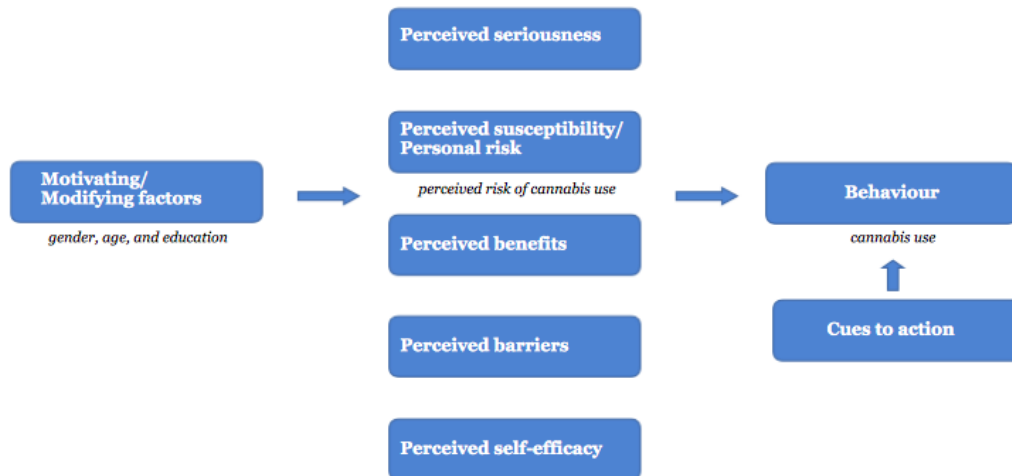 Perceived seriousness
Perceived susceptibility/
Personal risk
perceived risk of cannabis use
Motivating/
Modifying factors
gender, age, and education
Perceived benefits
Perceived barriers
Perceived self-efficacy
Behaviour
cannabis use
Cues to action